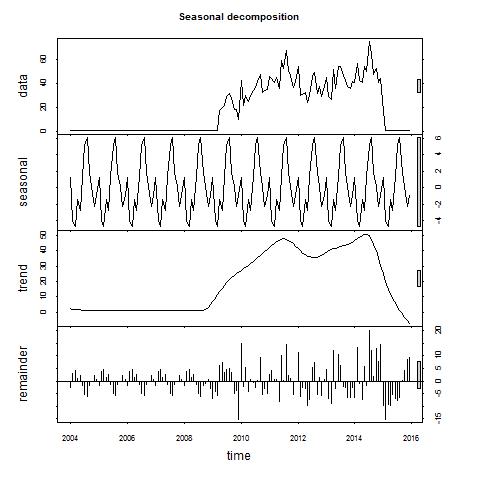 Seasonal decomposition
data
0 20 40 60
seasonal
-4 -2 0 2 4 6
trend
0 10 20 30 40 50
remainder
-15 -5 0 5 10 20
2004 2006 2008 2010 2012 2014 2016
time